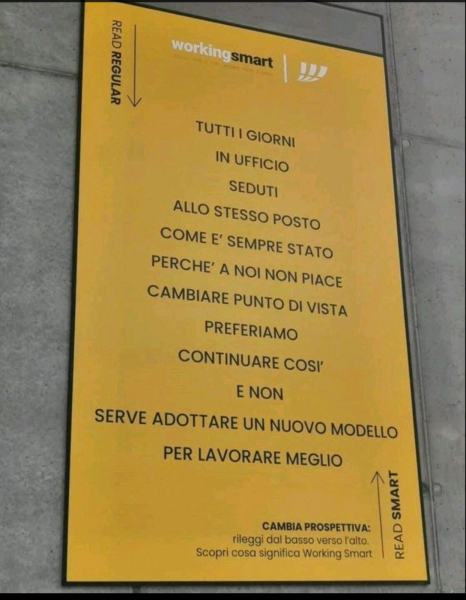 READ REGULAR
workingsmart
TUTTI I GIORNI
IN UFFICIO
SEDUTI
ALLO STESSO POSTO
COME E' SEMPRE STATO
PERCHE' A NOI NON PIACE
CAMBIARE PUNTO DI VISTA
PREFERIAMO
CONTINUARE COSI'
E NON
SERVE ADOTTARE UN NUOVO MODELLO
PER LAVORARE MEGLIO
CAMBIA PROSPETTIVA:
rileggi dal basso verso l'alto.
Scopri cosa significa Working Smart
READ SMART